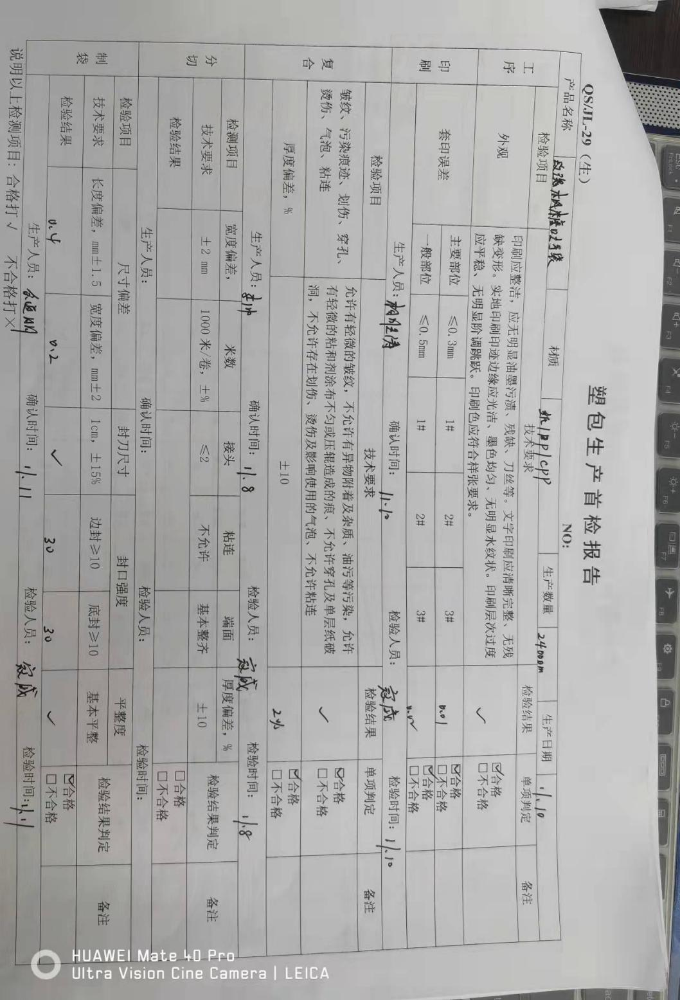 QS/JL-29（生）
塑包生产首检报告
NO:
产品名称 02号袋 材质 纸/PP/CPP 生产数量 24000m 生产日期 11.10
工序 检验项目 技术要求 检验结果 单项判定 备注
印刷 外观 印刷应整洁，应无明显油墨污渍、残缺、刀丝等。文字印刷应清晰完整、无残
缺变形。实地印刷印迹边缘应光洁、墨色均匀、无明显水纹状。印刷层次过度
应平稳、无明显阶调跳跃。印刷色应符合样张要求。 ✓ ☑合格
□不合格
套印误差 主要部位 ≤0.3mm 1# 2# 3# 0.01 ☑合格
□不合格
一般部位 ≤0.5mm 1# 2# 3# ☑合格
□不合格
生产人员： 确认时间：11.10 检验人员：寇威 检验时间：11.10
复合 检验项目 技术要求 检验结果 单项判定 备注
皱纹、污染痕迹、划伤、穿孔、
烫伤、气泡、粘连 允许有轻微的皱纹，不允许有异物附着及杂质、油污等污染，允许
有轻微的粘和剂涂布不匀或压辊造成的痕、不允许穿孔及单层纸破
洞，不允许存在划伤、烫伤及影响使用的气泡、不允许粘连 ✓ ☑合格
□不合格
厚度偏差，% ±10 2% ☑合格
□不合格
生产人员： 确认时间：11.8 检验人员：寇威 检验时间：11.8
分切 检测项目 宽度偏差， 米数 接头 粘连 端面 厚度偏差，% 检验结果判定 备注
技术要求 ±2 mm 1000米/卷，±% ≤2 不允许 基本整齐 ±10
检验结果 □合格
□不合格
生产人员： 确认时间： 检验人员： 检验时间：
制袋 检验项目 尺寸偏差 封刀尺寸 封口强度 平整度 检验结果判定 备注
技术要求 长度偏差，mm±1.5 宽度偏差，mm±2 1cm，±15% 边封≥10 底封≥10 基本平整
检验结果 0.4 0.2 ✓ 30 30 ✓ ☑合格
□不合格
生产人员： 确认时间：11.11 检验人员：寇威 检验时间：11.11
说明以上检测项目：合格打√ 不合格打×
HUAWEI Mate 40 Pro
Ultra Vision Cine Camera | LEICA